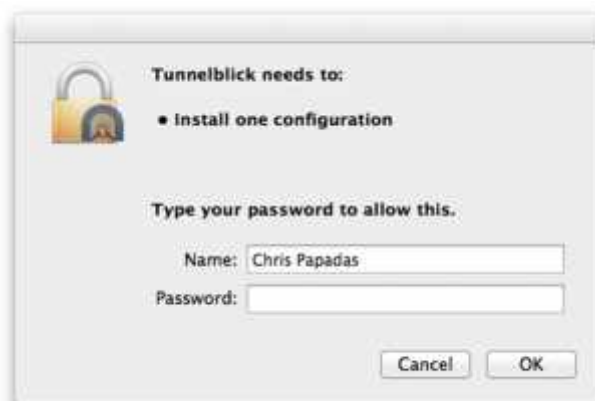 Tunnelblick needs to:
• Install one configuration
Type your password to allow this.
Name: Chris Papadas
Password:
Cancel OK